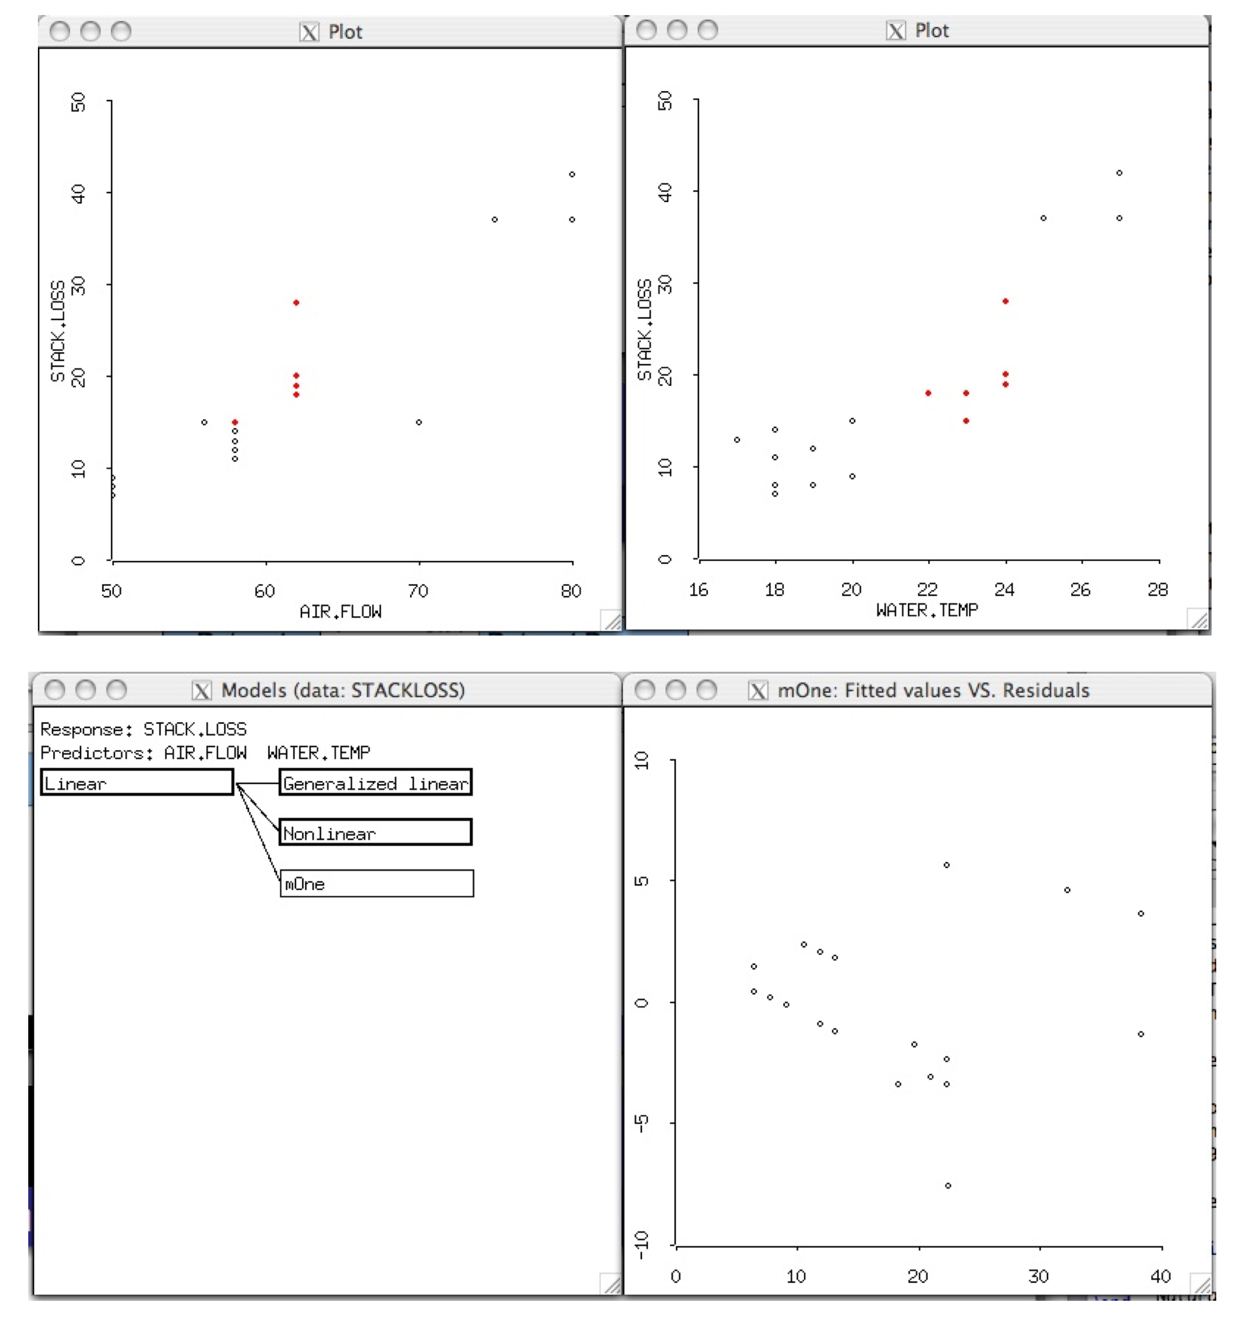 X Plot
50
40
30
20
10
0
STACK.LOSS
50 60 70 80
AIR.FLOW
X Plot
50
40
30
20
10
0
STACK.LOSS
16 18 20 22 24 26 28
WATER.TEMP
X Models (data: STACKLOSS)
Response: STACK.LOSS
Predictors: AIR.FLOW WATER.TEMP
Linear
Generalized linear
Nonlinear
mOne
X mOne: Fitted values VS. Residuals
10
5
0
-5
-10
0 10 20 30 40